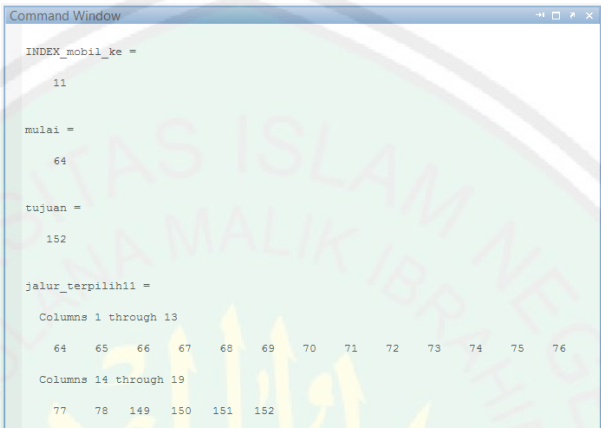 Command Window
INDEX_mobil_ke =
11
mulai =
64
tujuan =
152
jalur_terpilih11 =
Columns 1 through 13
64 65 66 67 68 69 70 71 72 73 74 75 76
Columns 14 through 19
77 78 149 150 151 152